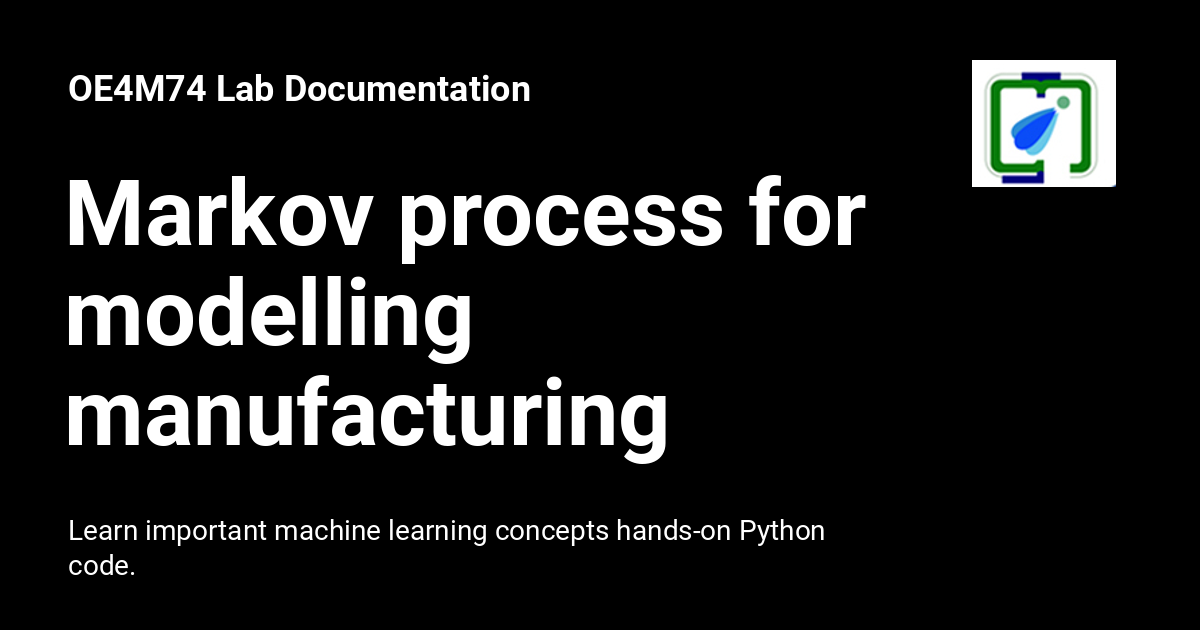 OE4M74 Lab Documentation
Markov process for
modelling
manufacturing
Learn important machine learning concepts hands-on Python
code.